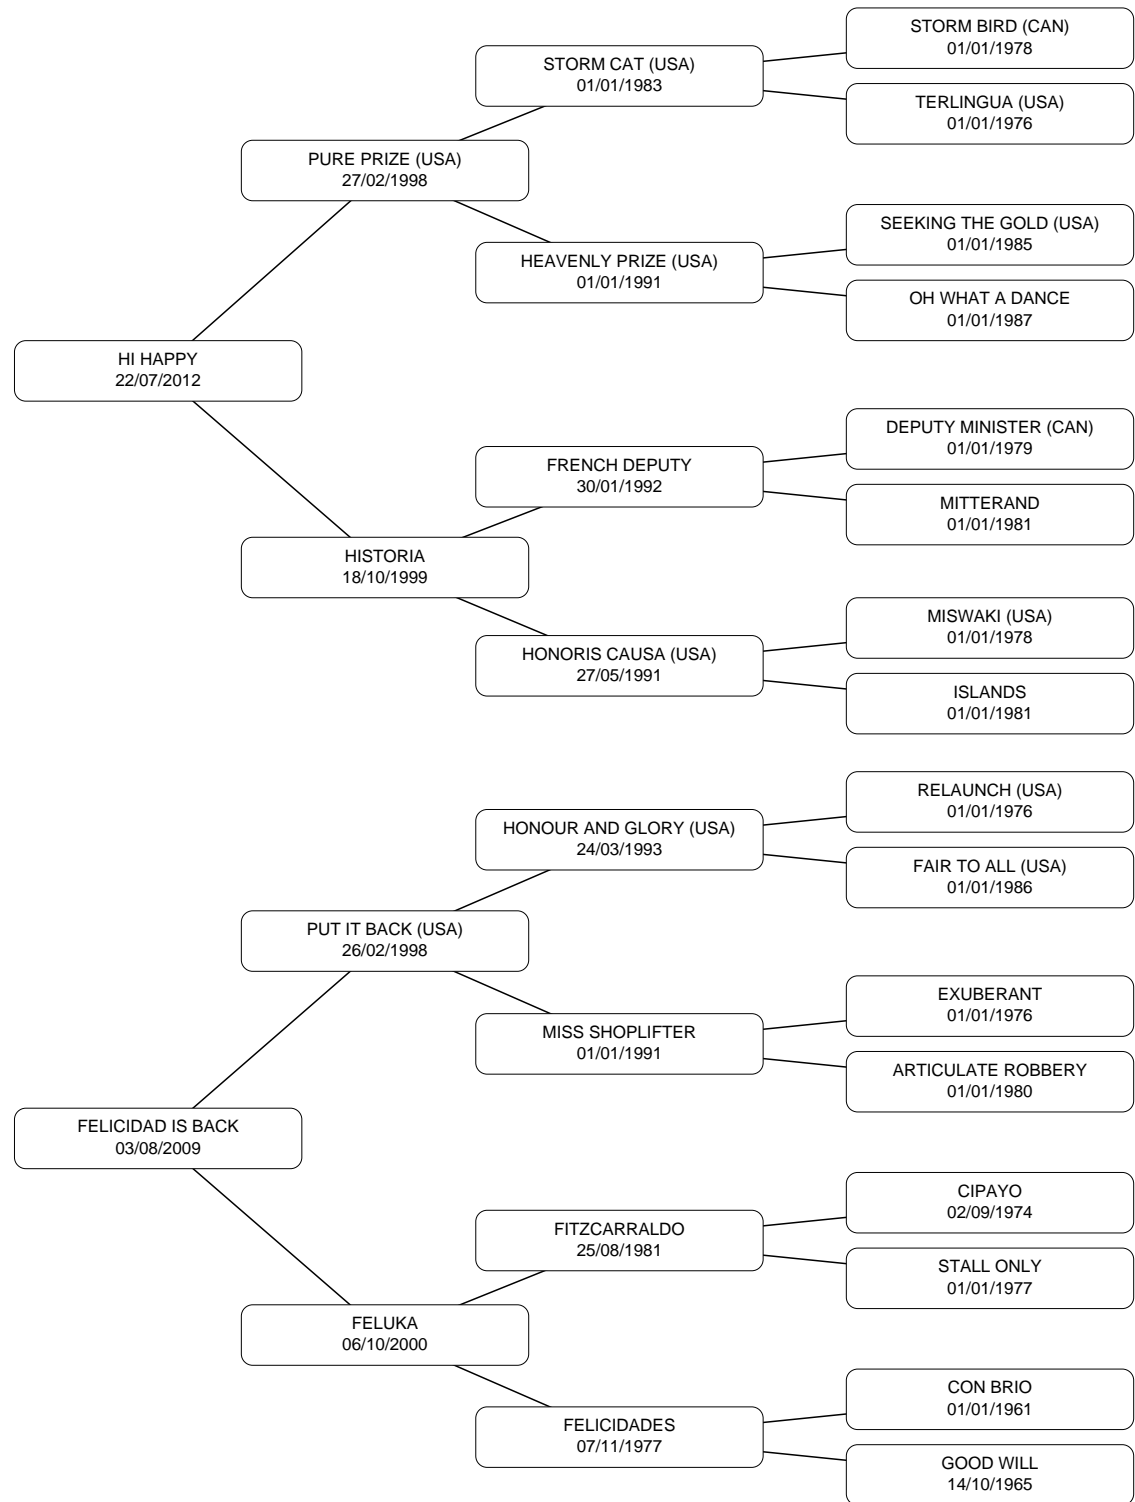 STORM BIRD (CAN)
01/01/1978
STORM CAT (USA)
01/01/1983
TERLINGUA (USA)
01/01/1976
PURE PRIZE (USA)
27/02/1998
SEEKING THE GOLD (USA)
01/01/1985
HEAVENLY PRIZE (USA)
01/01/1991
OH WHAT A DANCE
01/01/1987
HI HAPPY
22/07/2012
DEPUTY MINISTER (CAN)
01/01/1979
FRENCH DEPUTY
30/01/1992
MITTERAND
01/01/1981
HISTORIA
18/10/1999
MISWAKI (USA)
01/01/1978
HONORIS CAUSA (USA)
27/05/1991
ISLANDS
01/01/1981
RELAUNCH (USA)
01/01/1976
HONOUR AND GLORY (USA)
24/03/1993
FAIR TO ALL (USA)
01/01/1986
PUT IT BACK (USA)
26/02/1998
EXUBERANT
01/01/1976
MISS SHOPLIFTER
01/01/1991
ARTICULATE ROBBERY
01/01/1980
FELICIDAD IS BACK
03/08/2009
CIPAYO
02/09/1974
FITZCARRALDO
25/08/1981
STALL ONLY
01/01/1977
FELUKA
06/10/2000
CON BRIO
01/01/1961
FELICIDADES
07/11/1977
GOOD WILL
14/10/1965